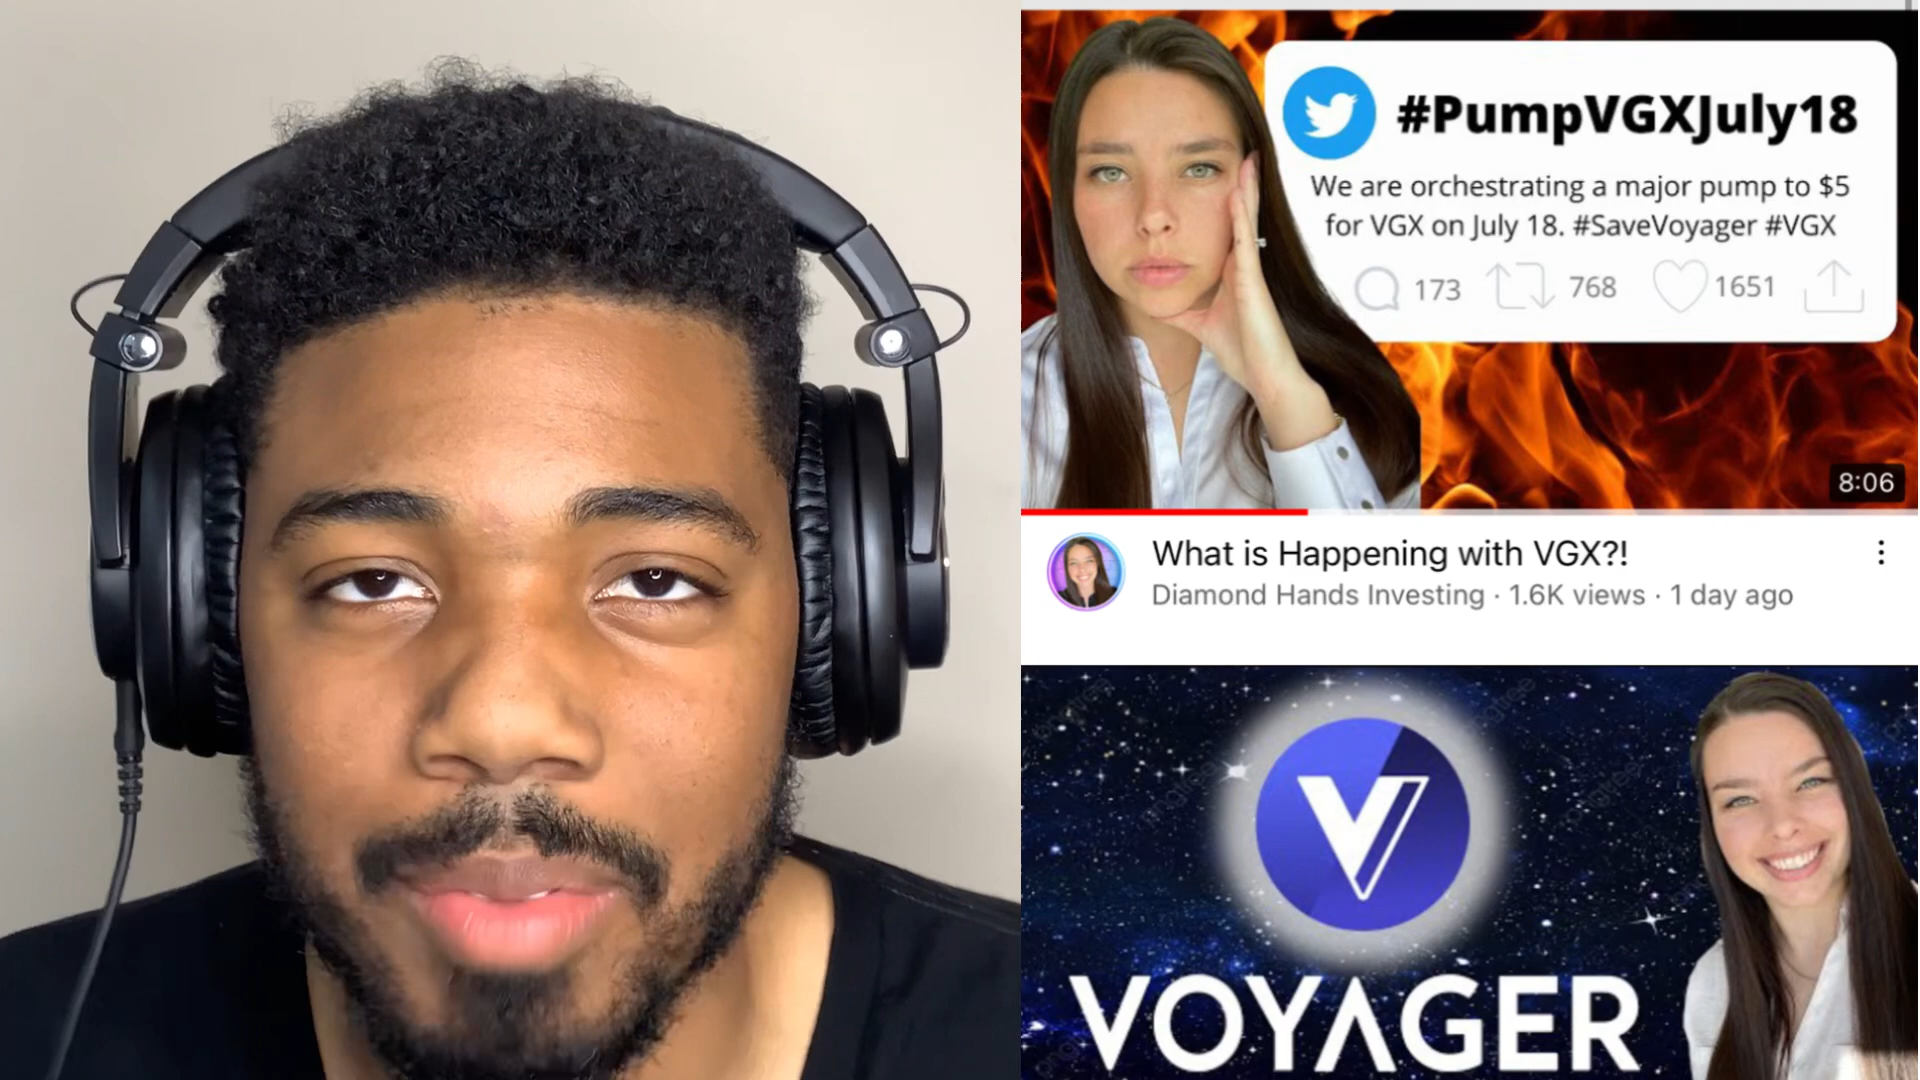 #PumpVGXJuly18
We are orchestrating a major pump to $5
for VGX on July 18. #SaveVoyager #VGX
173 768 1651
8:06
What is Happening with VGX?!
Diamond Hands Investing · 1.6K views · 1 day ago
VOYAGER